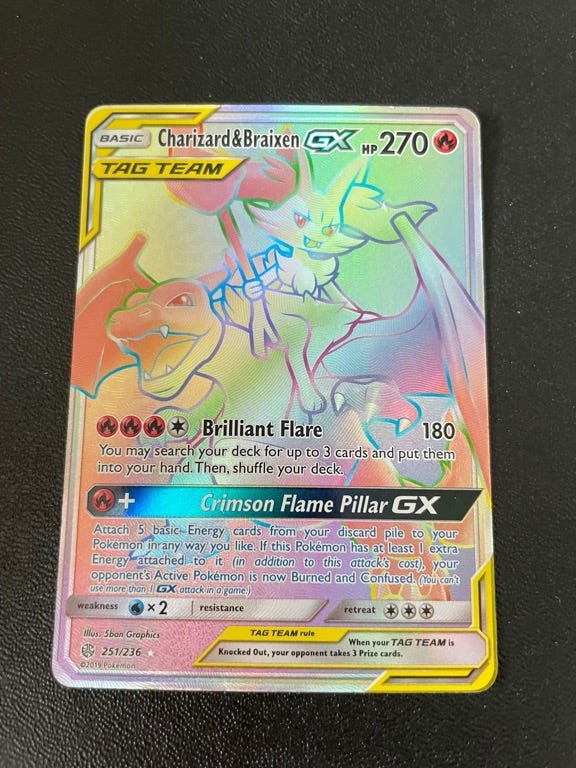 BASIC Charizard&Braixen GX HP 270
TAG TEAM
Brilliant Flare 180
You may search your deck for up to 3 cards and put them
into your hand. Then, shuffle your deck.
+ Crimson Flame Pillar GX
Attach 5 basic Energy cards from your discard pile to your
Pokémon in any way you like. If this Pokémon has at least 1 extra
Energy attached to it (in addition to this attack's cost), your
opponent's Active Pokémon is now Burned and Confused. (You can't
use more than 1 GX attack in a game.)
weakness ×2 resistance retreat
Illus. 5ban Graphics
TAG TEAM rule
When your TAG TEAM is
Knocked Out, your opponent takes 3 Prize cards.
251/236
©2019 Pokémon